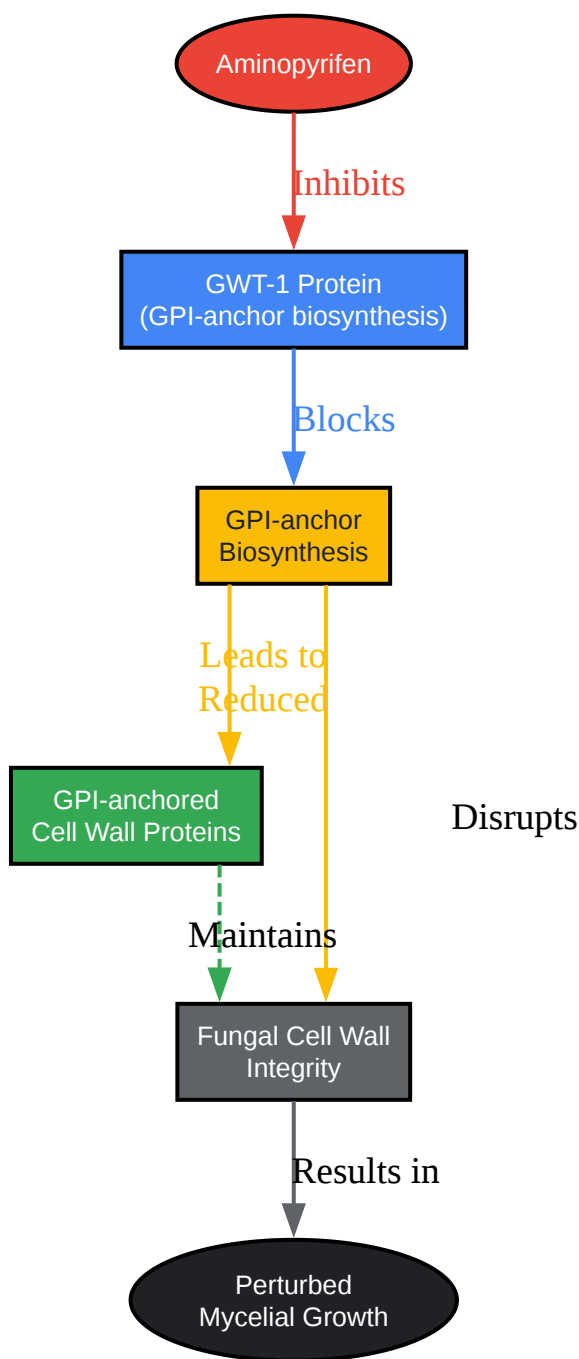 Aminopyrifen
Inhibits
GWT-1 Protein
(GPI-anchor biosynthesis)
Blocks
GPI-anchor
Biosynthesis
Leads to
Reduced
GPI-anchored
Cell Wall Proteins
Disrupts
Maintains
Fungal Cell Wall
Integrity
Results in
Perturbed
Mycelial Growth